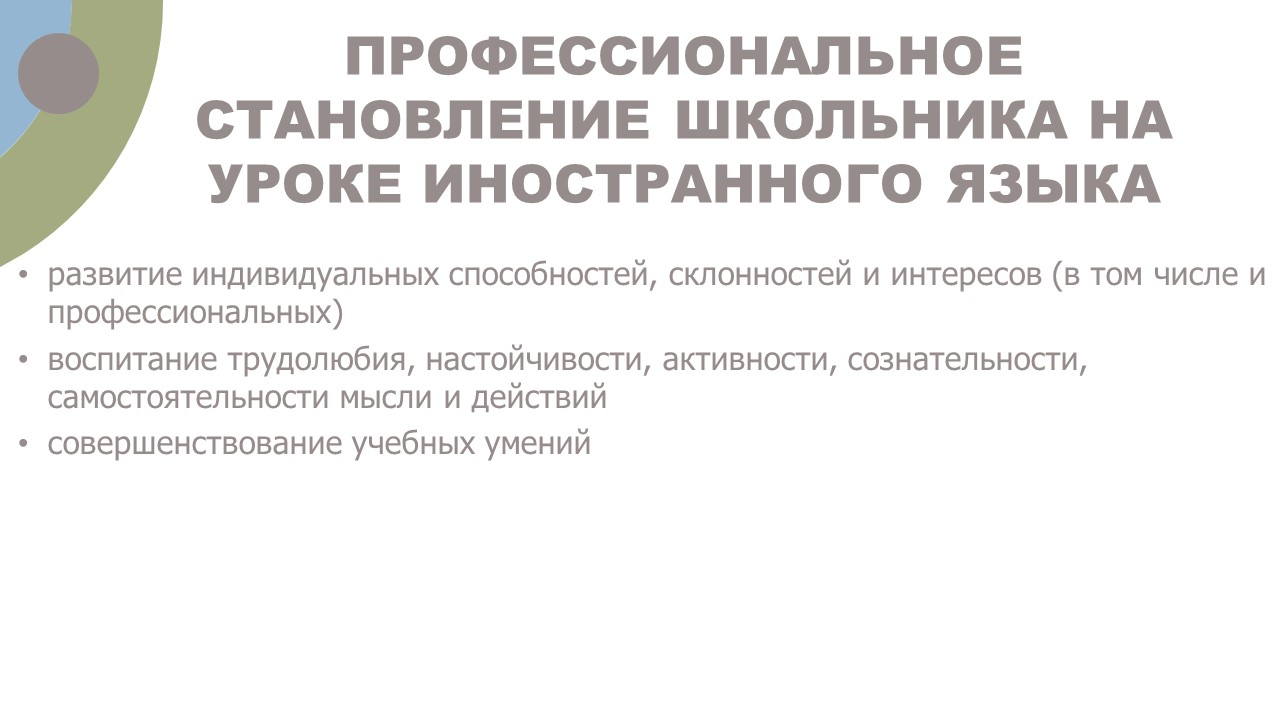 ПРОФЕССИОНАЛЬНОЕ
СТАНОВЛЕНИЕ ШКОЛЬНИКА НА
УРОКЕ ИНОСТРАННОГО ЯЗЫКА
• развитие индивидуальных способностей, склонностей и интересов (в том числе и
профессиональных)
• воспитание трудолюбия, настойчивости, активности, сознательности,
самостоятельности мысли и действий
• совершенствование учебных умений